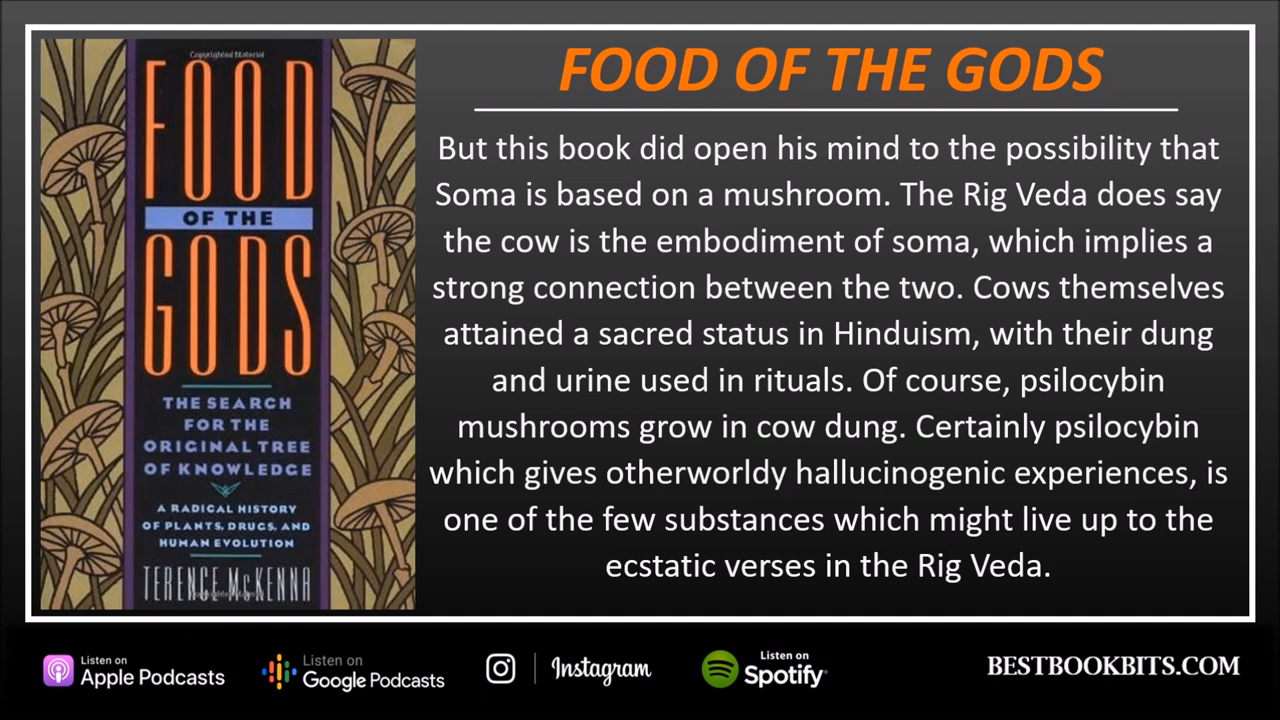 Copyrighted Material
FOOD
OF THE
GODS
THE SEARCH
FOR THE
ORIGINAL TREE
OF KNOWLEDGE
A RADICAL HISTORY
OF PLANTS, DRUGS, AND
HUMAN EVOLUTION
TERENCE McKENNA
FOOD OF THE GODS
But this book did open his mind to the possibility that
Soma is based on a mushroom. The Rig Veda does say
the cow is the embodiment of soma, which implies a
strong connection between the two. Cows themselves
attained a sacred status in Hinduism, with their dung
and urine used in rituals. Of course, psilocybin
mushrooms grow in cow dung. Certainly psilocybin
which gives otherworldy hallucinogenic experiences, is
one of the few substances which might live up to the
ecstatic verses in the Rig Veda.
Listen on
Apple Podcasts
Listen on
Google Podcasts
Instagram
Listen on
Spotify
BESTBOOKBITS.COM